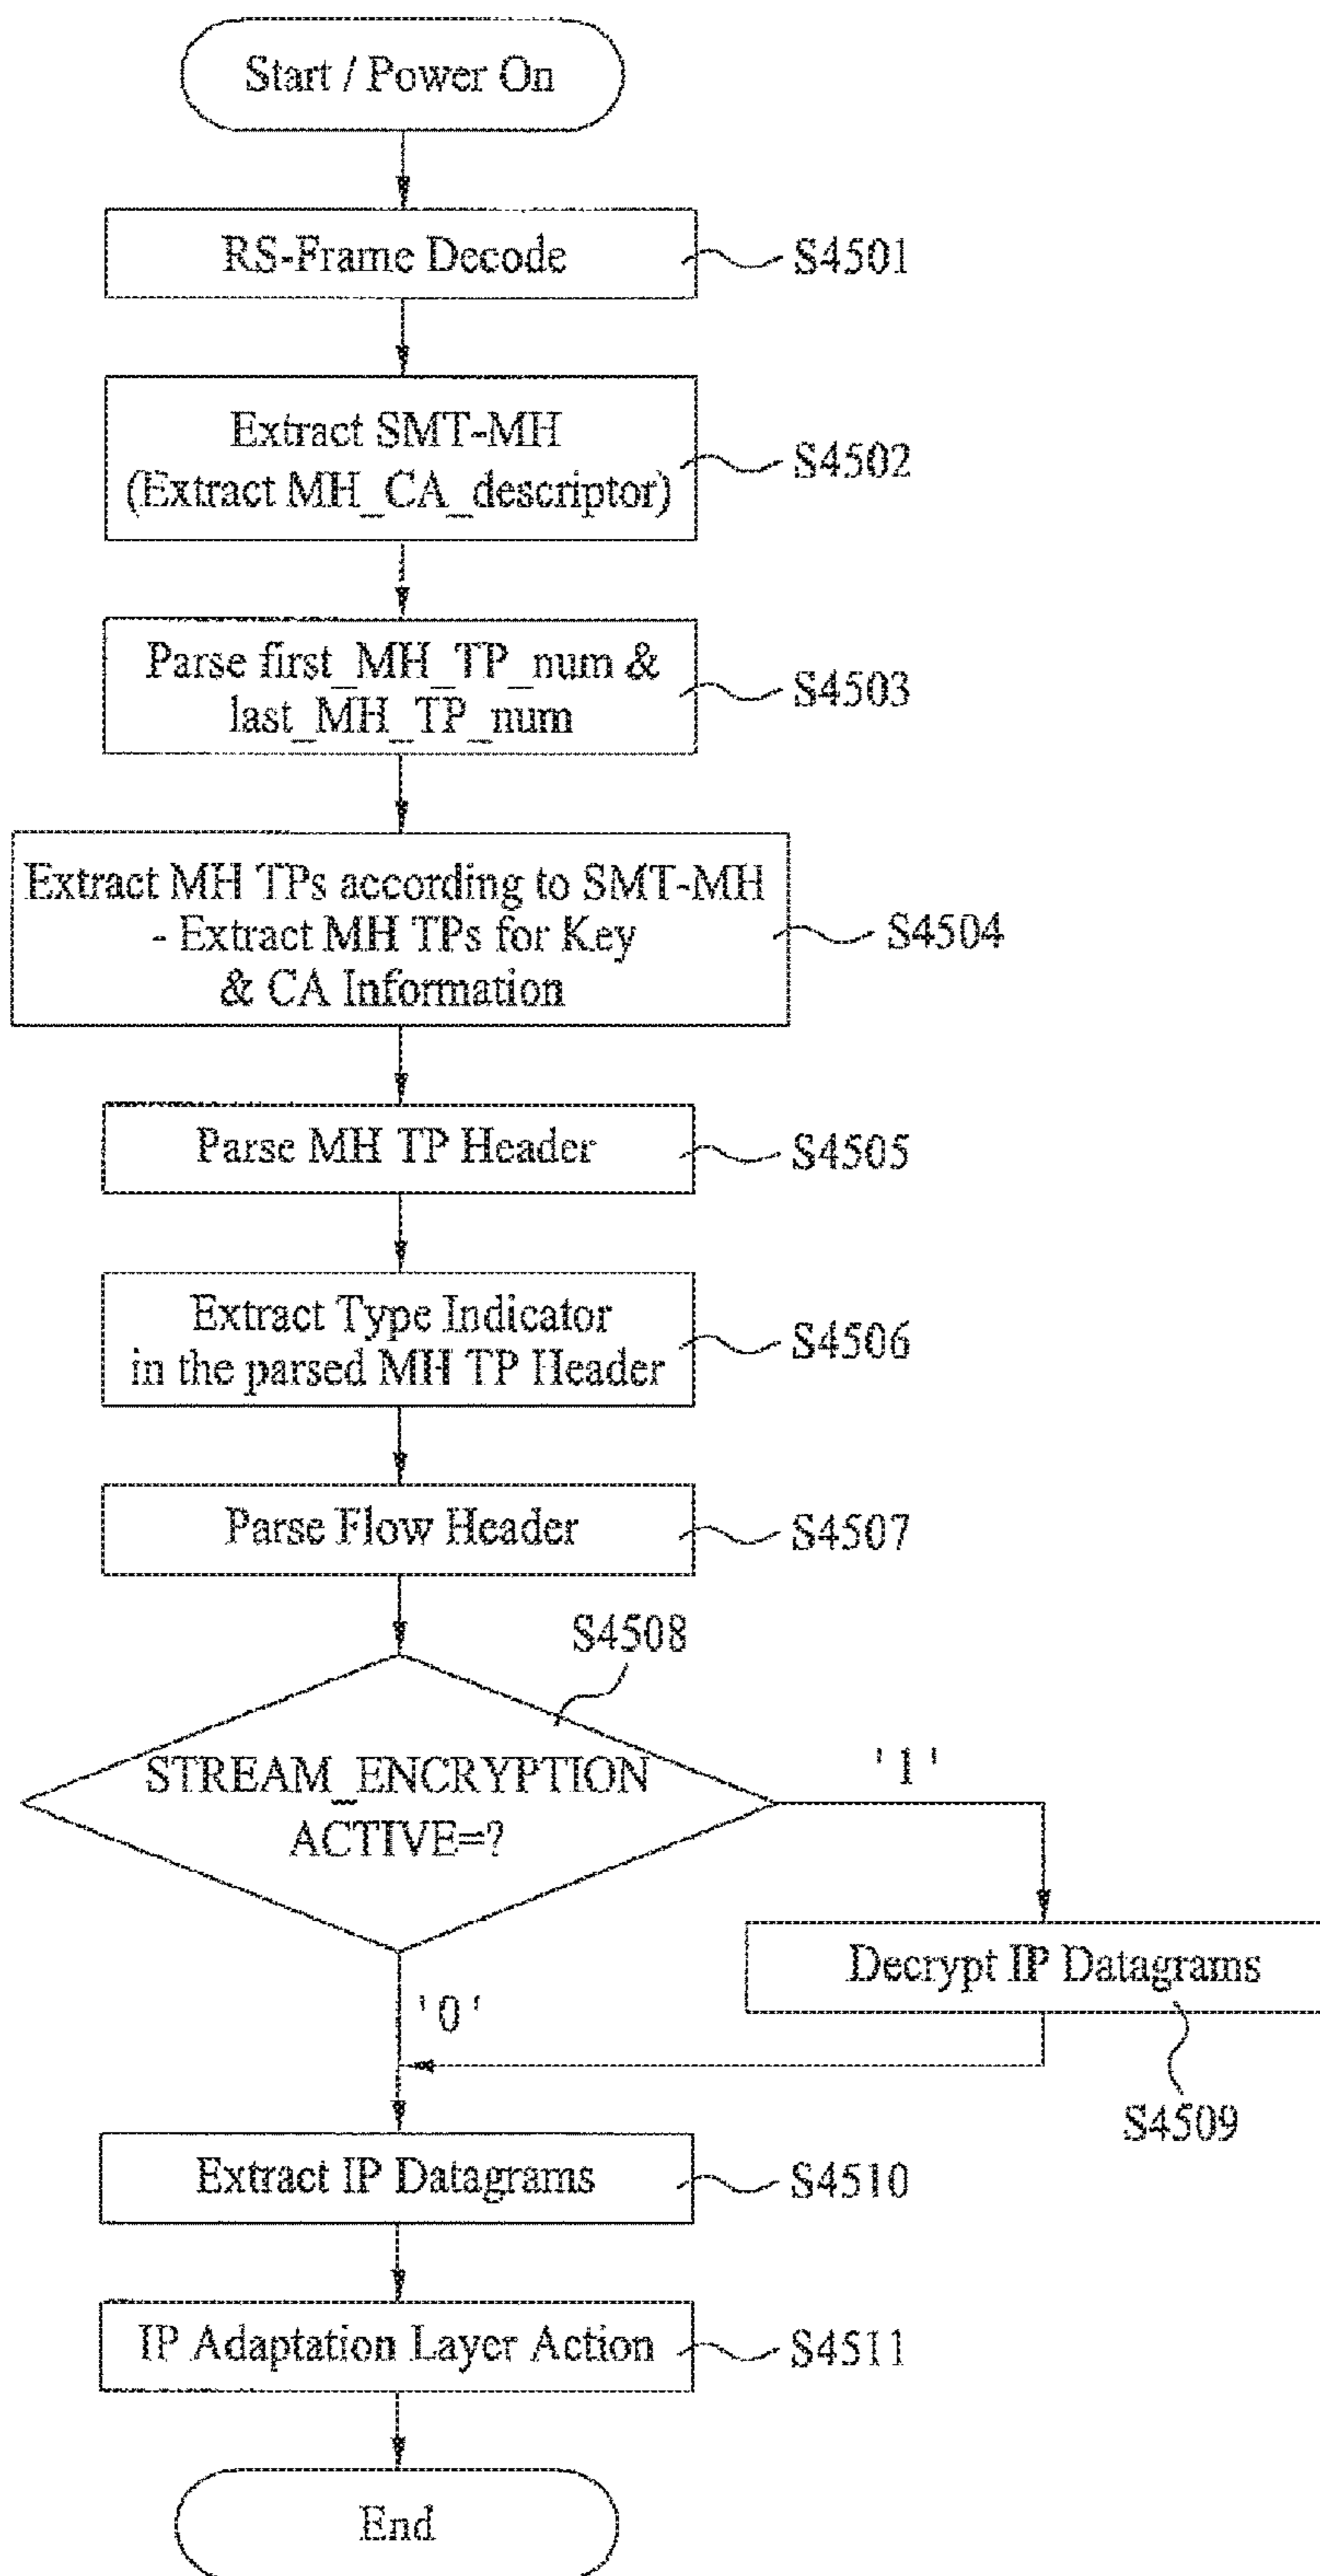 Start / Power On
RS-Frame Decode
S4501
Extract SMT-MH
(Extract MH_CA_descriptor)
S4502
Parse first_MH_TP_num &
last_MH_TP_num
S4503
Extract MH TPs according to SMT-MH
- Extract MH TPs for Key
& CA Information
S4504
Parse MH TP Header
S4505
Extract Type Indicator
in the parsed MH TP Header
S4506
Parse Flow Header
S4507
S4508
STREAM_ENCRYPTION
ACTIVE=?
'1'
Decrypt IP Datagrams
'0'
S4509
Extract IP Datagrams
S4510
IP Adaptation Layer Action
S4511
End